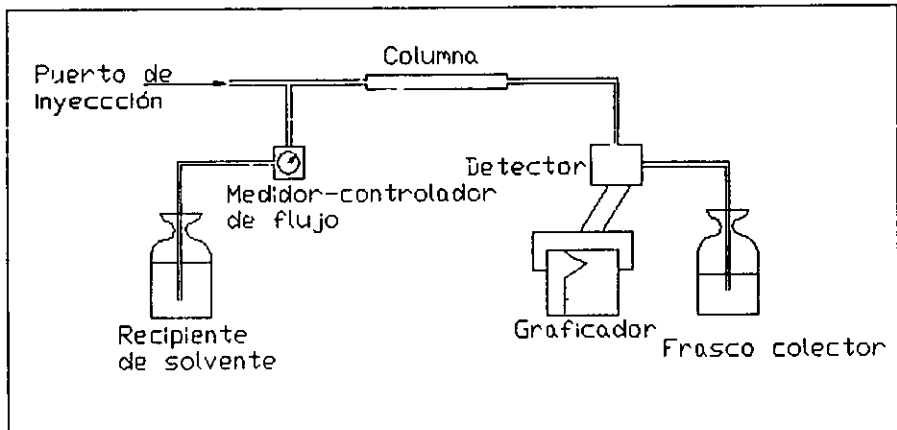 Columna
Puerto de
Inyeccción
Detector
Medidor-controlador
de flujo
Recipiente
de solvente
Graficador
Frasco colector